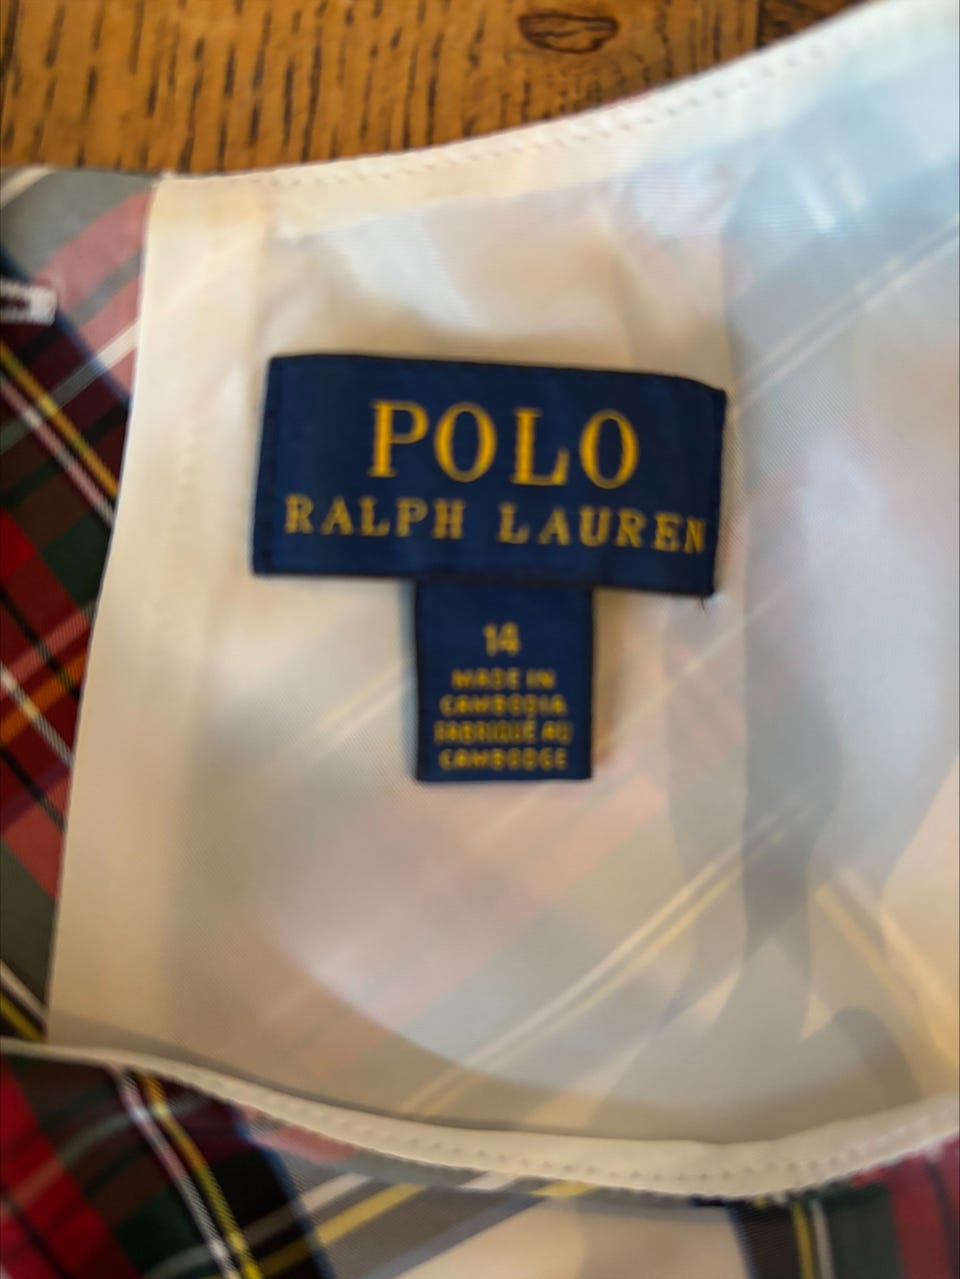 POLO
RALPH LAUREN
14
MADE IN
CAMBODIA
FABRIQUÉ AU
CAMBODGE